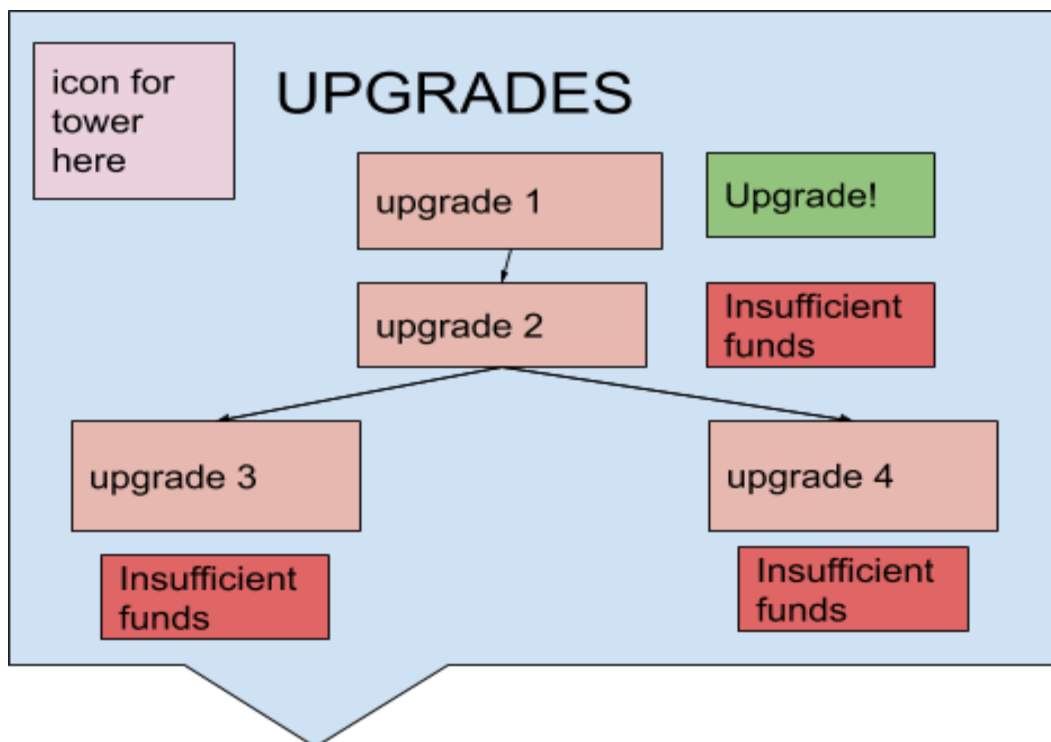 icon for
tower
here
UPGRADES
upgrade 1
Upgrade!
upgrade 2
Insufficient
funds
upgrade 3
upgrade 4
Insufficient
funds
Insufficient
funds